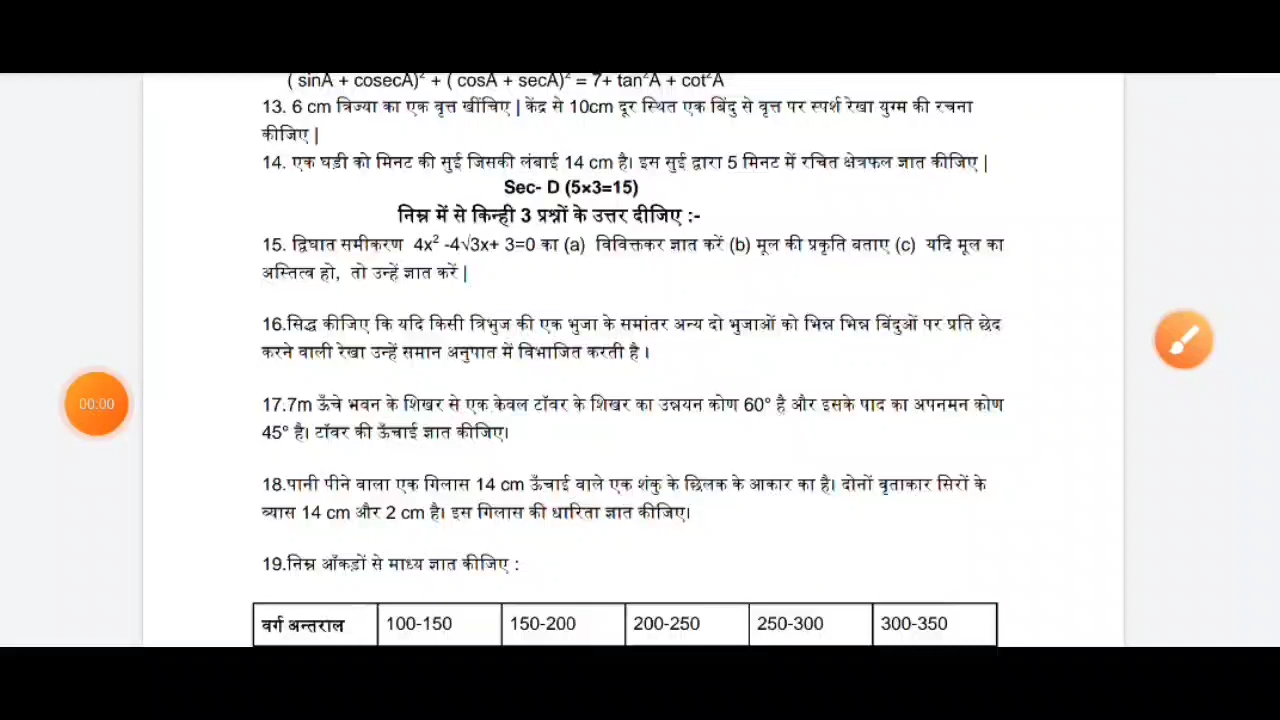 ( sinA + cosecA)² + ( cosA + secA)² = 7+ tan²A + cot²A
13. 6 cm त्रिज्या का एक वृत्त खींचिए | केंद्र से 10cm दूर स्थित एक बिंदु से वृत्त पर स्पर्श रेखा युग्म की रचना
कीजिए |
14. एक घड़ी को मिनट की सुई जिसकी लंबाई 14 cm है। इस सुई द्वारा 5 मिनट में रचित क्षेत्रफल ज्ञात कीजिए |
Sec- D (5×3=15)
निम्न में से किन्ही 3 प्रश्नों के उत्तर दीजिए :-
15. द्विघात समीकरण 4x² -4√3x+ 3=0 का (a) विविक्तकर ज्ञात करें (b) मूल की प्रकृति बताए (c) यदि मूल का
अस्तित्व हो, तो उन्हें ज्ञात करें |
16.सिद्ध कीजिए कि यदि किसी त्रिभुज की एक भुजा के समांतर अन्य दो भुजाओं को भिन्न भिन्न बिंदुओं पर प्रति छेद
करने वाली रेखा उन्हें समान अनुपात में विभाजित करती है ।
17.7m ऊँचे भवन के शिखर से एक केवल टॉवर के शिखर का उन्नयन कोण 60° है और इसके पाद का अपनमन कोण
45° है। टॉवर की ऊँचाई ज्ञात कीजिए।
18.पानी पीने वाला एक गिलास 14 cm ऊँचाई वाले एक शंकु के छिलक के आकार का है। दोनों वृताकार सिरों के
व्यास 14 cm और 2 cm है। इस गिलास की धारिता ज्ञात कीजिए।
19.निम्न आँकड़ों से माध्य ज्ञात कीजिए :
वर्ग अन्तराल 100-150 150-200 200-250 250-300 300-350
00:00